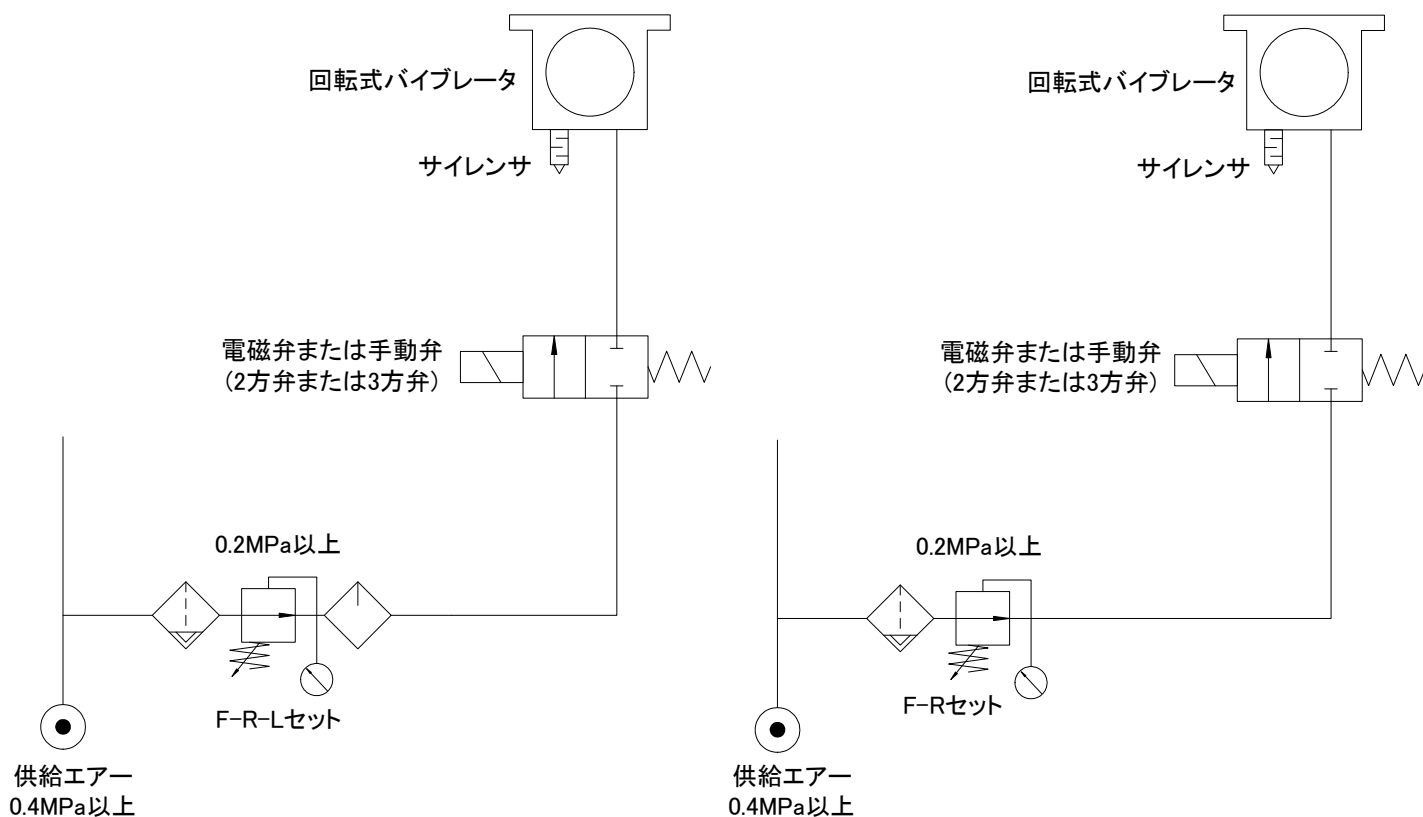 回転式バイブレータ
サイレンサ
電磁弁または手動弁
(2方弁または3方弁)
0.2MPa以上
F-R-Lセット
供給エアー
0.4MPa以上
回転式バイブレータ
サイレンサ
電磁弁または手動弁
(2方弁または3方弁)
0.2MPa以上
F-Rセット
供給エアー
0.4MPa以上